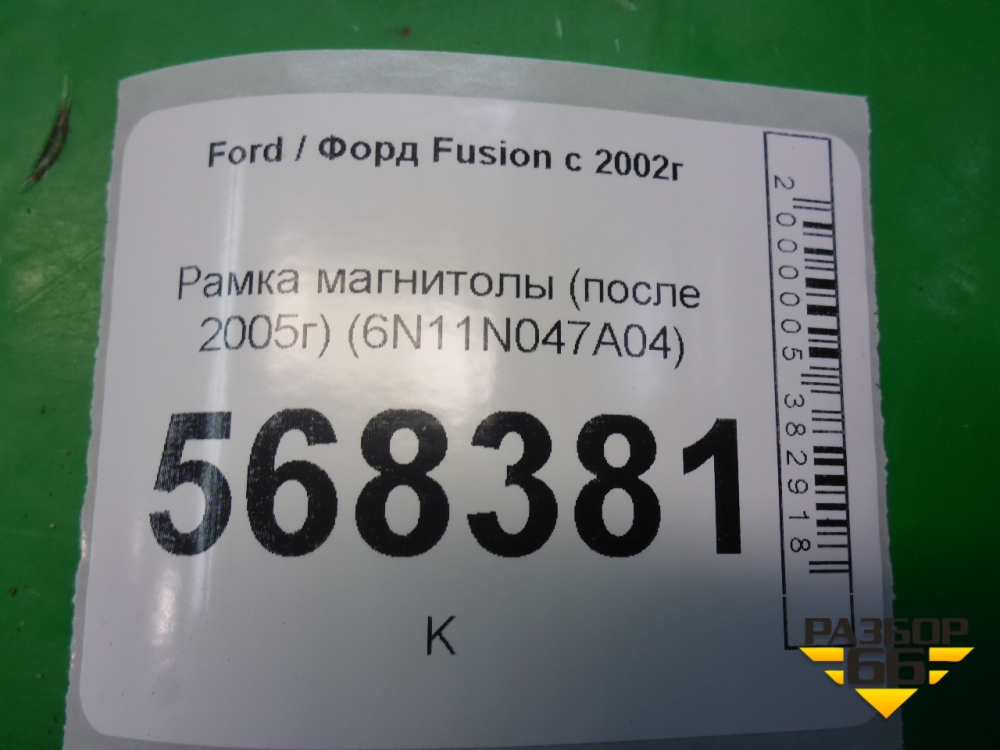 Ford / Форд Fusion с 2002г
Рамка магнитолы (после
2005г) (6N11N047A04)
568381
К
2000005382918
РАЗБОР
66